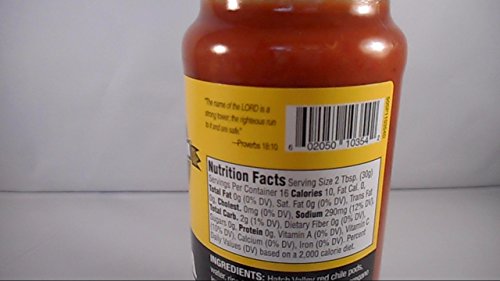 "The name of the LORD is a
strong tower; the righteous run
to it and are safe."
—Proverbs 18:10
6 02050 10354
Nutrition Facts Serving Size 2 Tbsp. (30g)
Servings Per Container 16 Calories 10, Fat Cal. 0,
Total Fat 0g (0% DV), Sat. Fat 0g (0% DV), Trans Fat
0g, Cholest. 0mg (0% DV), Sodium 290mg (12% DV),
Total Carb. 2g (1% DV), Dietary Fiber 0g (0% DV),
Sugars 0g, Protein 0g, Vitamin A (0% DV), Vitamin C
(10% DV), Calcium (0% DV), Iron (0% DV). Percent
Daily Values (DV) based on a 2,000 calorie diet.
INGREDIENTS: Hatch Valley red chile pods,
water,